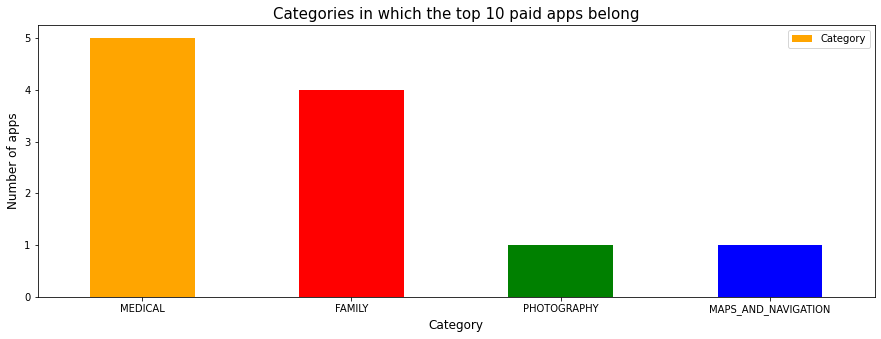 Categories in which the top 10 paid apps belong
Category
5
4
3
2
1
0
Number of apps
MEDICAL
FAMILY
PHOTOGRAPHY
MAPS_AND_NAVIGATION
Category